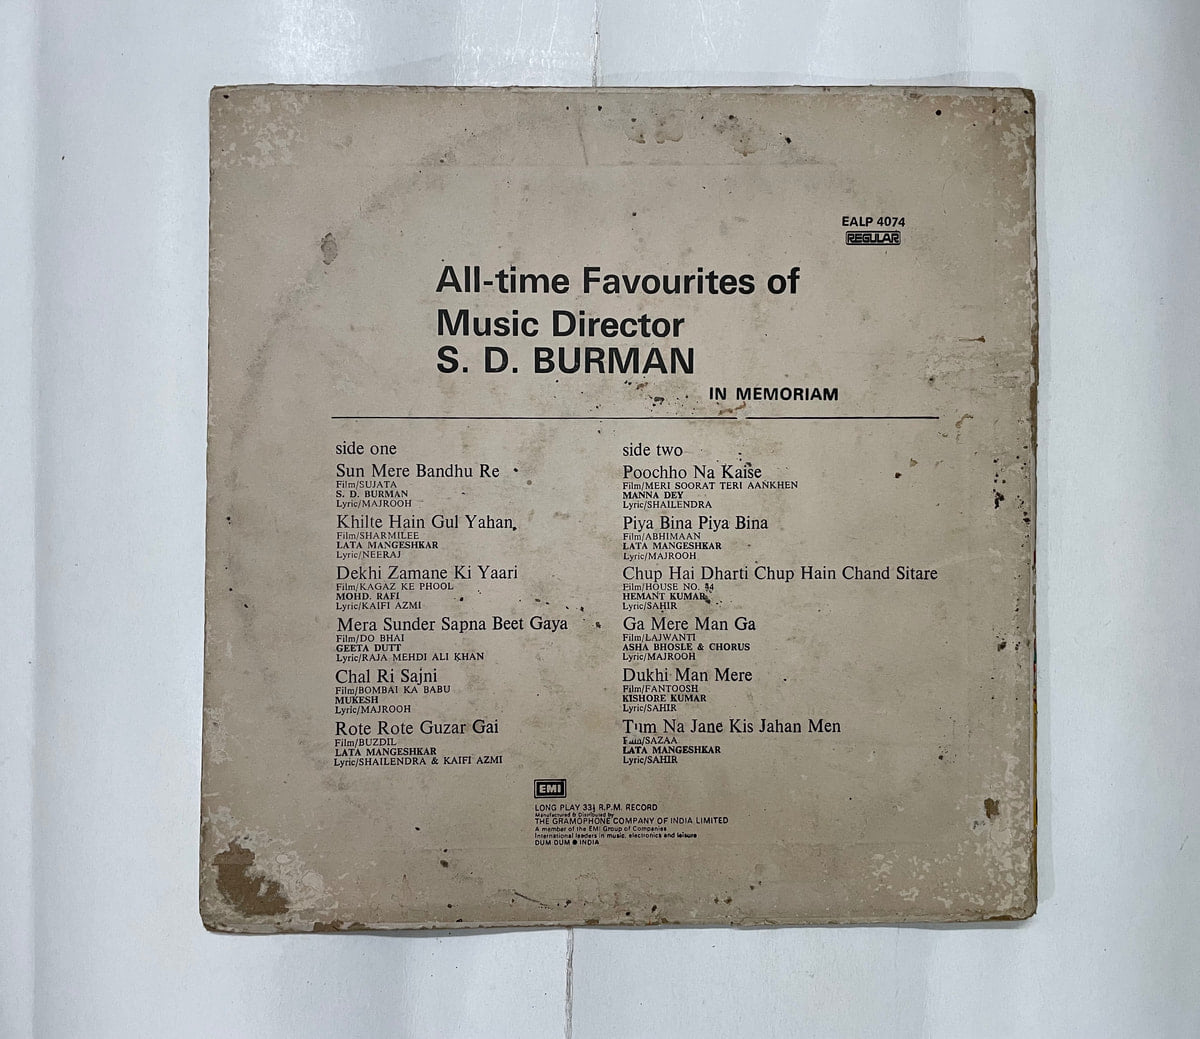 EALP 4074
REGULAR
All-time Favourites of
Music Director
S. D. BURMAN
IN MEMORIAM
side one
Sun Mere Bandhu Re
Film/SUJATA
S. D. BURMAN
Lyric/MAJROOH
Khilte Hain Gul Yahan
Film/SHARMILEE
LATA MANGESHKAR
Lyric/NEERAJ
Dekhi Zamane Ki Yaari
Film/KAGAZ KE PHOOL
MOHD. RAFI
Lyric/KAIFI AZMI
Mera Sunder Sapna Beet Gaya
Film/DO BHAI
GEETA DUTT
Lyric/RAJA MEHDI ALI KHAN
Chal Ri Sajni
Film/BOMBAI KA BABU
MUKESH
Lyric/MAJROOH
Rote Rote Guzar Gai
Film/BUZDIL
LATA MANGESHKAR
Lyric/SHAILENDRA & KAIFI AZMI
side two
Poochho Na Kaise
Film/MERI SOORAT TERI AANKHEN
MANNA DEY
Lyric/SHAILENDRA
Piya Bina Piya Bina
Film/ABHIMAAN
LATA MANGESHKAR
Lyric/MAJROOH
Chup Hai Dharti Chup Hain Chand Sitare
Film/HOUSE NO. 44
HEMANT KUMAR
Lyric/SAHIR
Ga Mere Man Ga
Film/LAJWANTI
ASHA BHOSLE & CHORUS
Lyric/MAJROOH
Dukhi Man Mere
Film/FANTOOSH
KISHORE KUMAR
Lyric/SAHIR
Tum Na Jane Kis Jahan Men
Film/SAZAA
LATA MANGESHKAR
Lyric/SAHIR
EMI
LONG PLAY 33⅓ R.P.M. RECORD
Manufactured & Distributed by
THE GRAMOPHONE COMPANY OF INDIA LIMITED
A member of the EMI Group of Companies
International leaders in music, electronics and leisure
DUM DUM ● INDIA